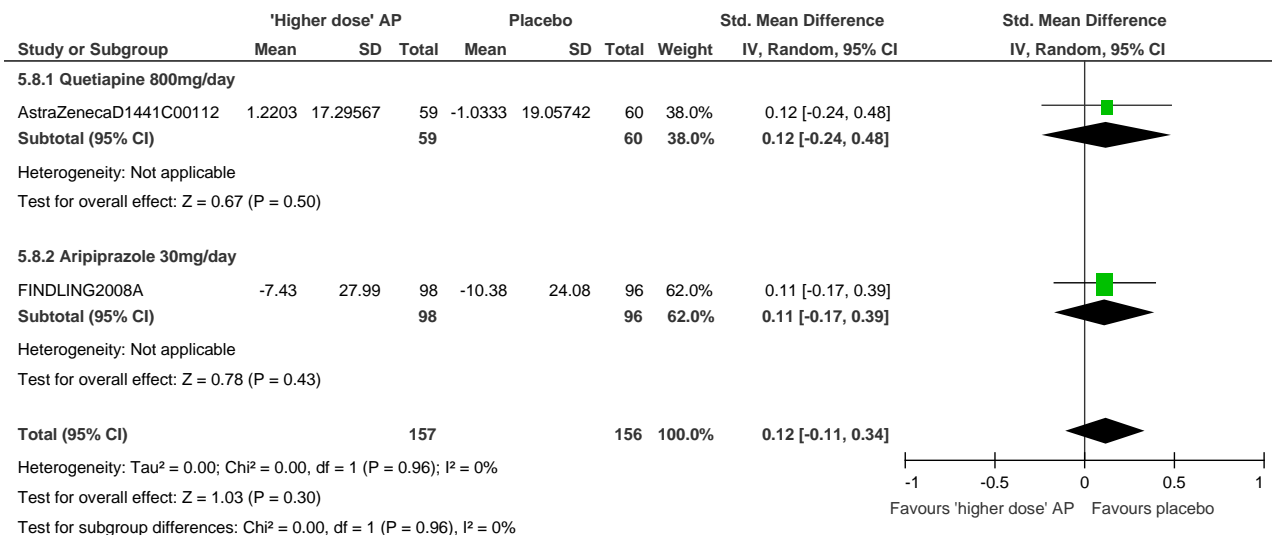 'Higher dose' AP Placebo Std. Mean Difference Std. Mean Difference
Study or Subgroup Mean SD Total Mean SD Total Weight IV, Random, 95% CI IV, Random, 95% CI
5.8.1 Quetiapine 800mg/day
AstraZenecaD1441C00112 1.2203 17.29567 59 -1.0333 19.05742 60 38.0% 0.12 [-0.24, 0.48]
Subtotal (95% CI) 59 60 38.0% 0.12 [-0.24, 0.48]
Heterogeneity: Not applicable
Test for overall effect: Z = 0.67 (P = 0.50)
5.8.2 Aripiprazole 30mg/day
FINDLING2008A -7.43 27.99 98 -10.38 24.08 96 62.0% 0.11 [-0.17, 0.39]
Subtotal (95% CI) 98 96 62.0% 0.11 [-0.17, 0.39]
Heterogeneity: Not applicable
Test for overall effect: Z = 0.78 (P = 0.43)
Total (95% CI) 157 156 100.0% 0.12 [-0.11, 0.34]
Heterogeneity: Tau² = 0.00; Chi² = 0.00, df = 1 (P = 0.96); I² = 0%
Test for overall effect: Z = 1.03 (P = 0.30)
Test for subgroup differences: Chi² = 0.00, df = 1 (P = 0.96), I² = 0%
-1 -0.5 0 0.5 1
Favours 'higher dose' AP Favours placebo